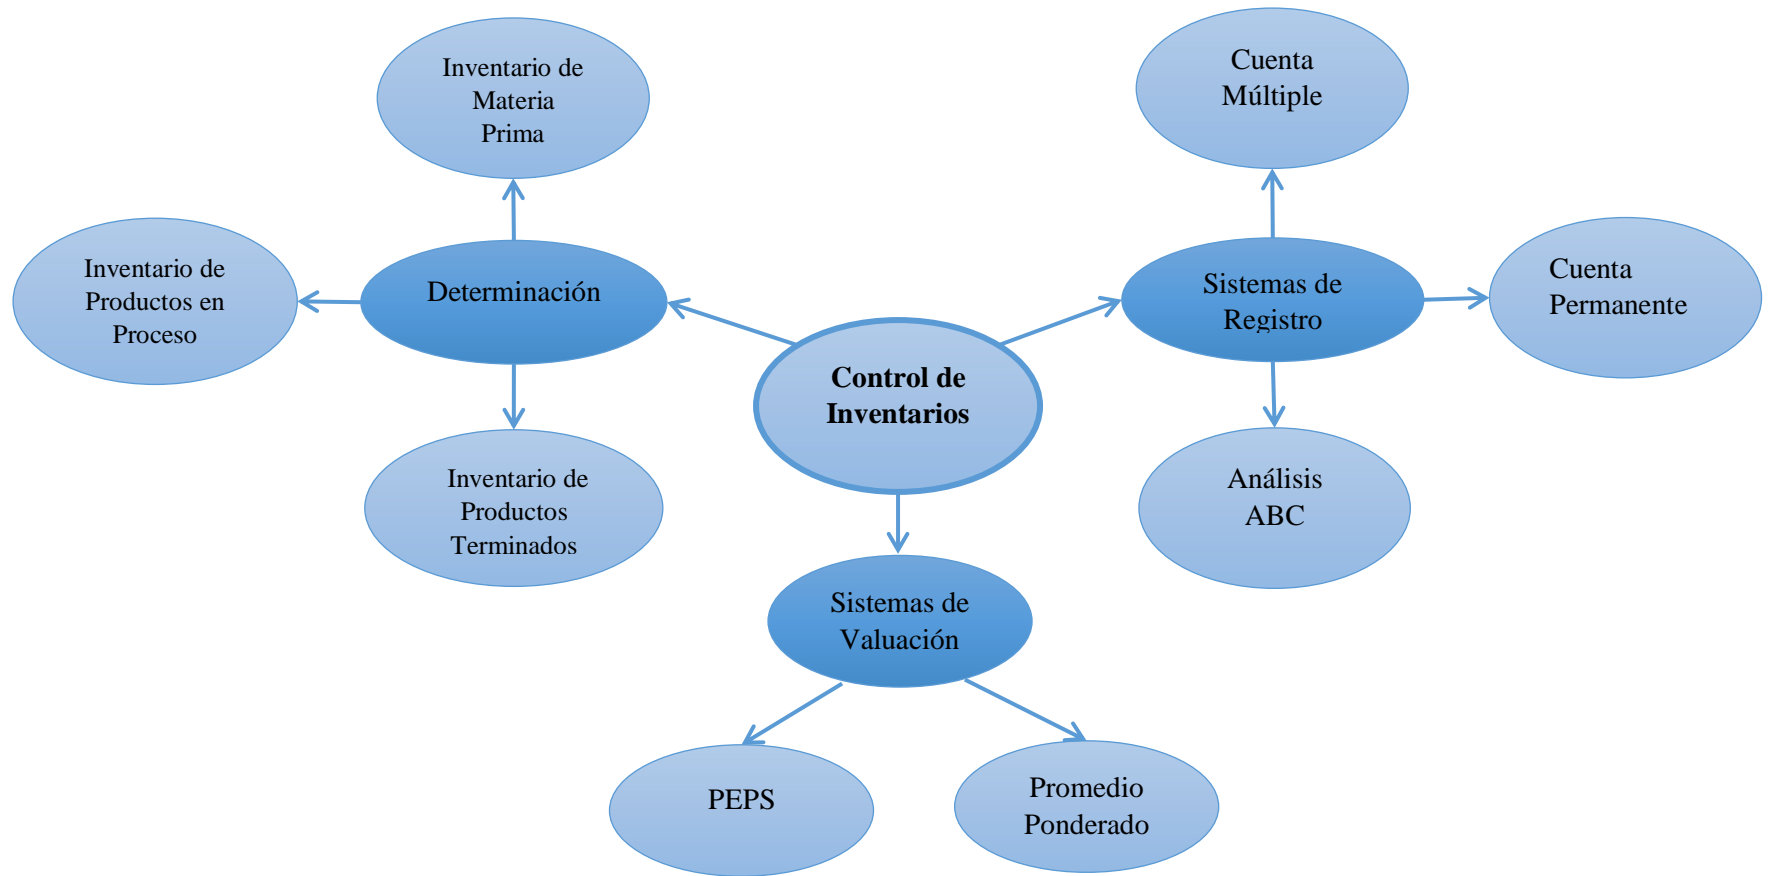 Inventario de
Materia
Prima
Cuenta
Múltiple
Inventario de
Productos en
Proceso
Determinación
Sistemas de
Registro
Cuenta
Permanente
Control de
Inventarios
Inventario de
Productos
Terminados
Análisis
ABC
Sistemas de
Valuación
PEPS
Promedio
Ponderado